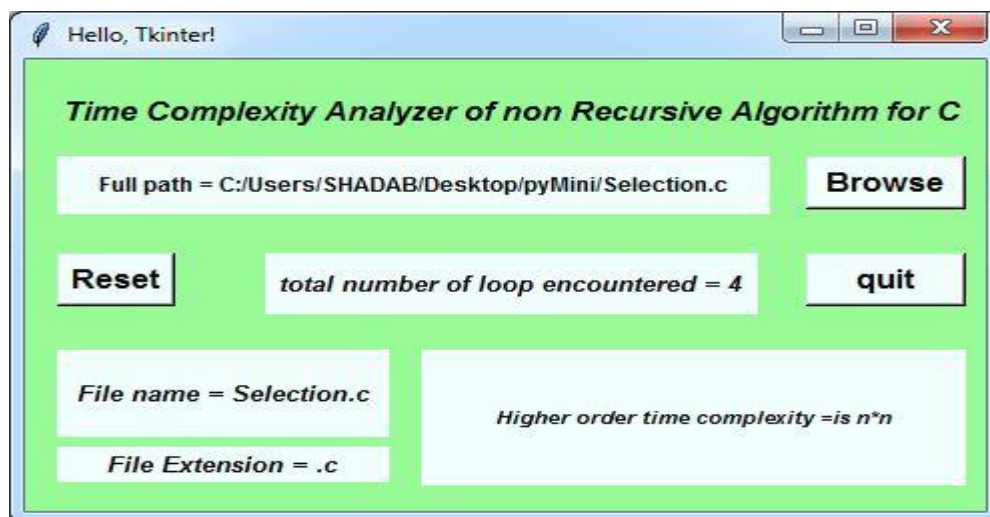 Hello, Tkinter!
Time Complexity Analyzer of non Recursive Algorithm for C
Full path = C:/Users/SHADAB/Desktop/pyMini/Selection.c
Browse
Reset
total number of loop encountered = 4
quit
File name = Selection.c
Higher order time complexity =is n*n
File Extension = .c